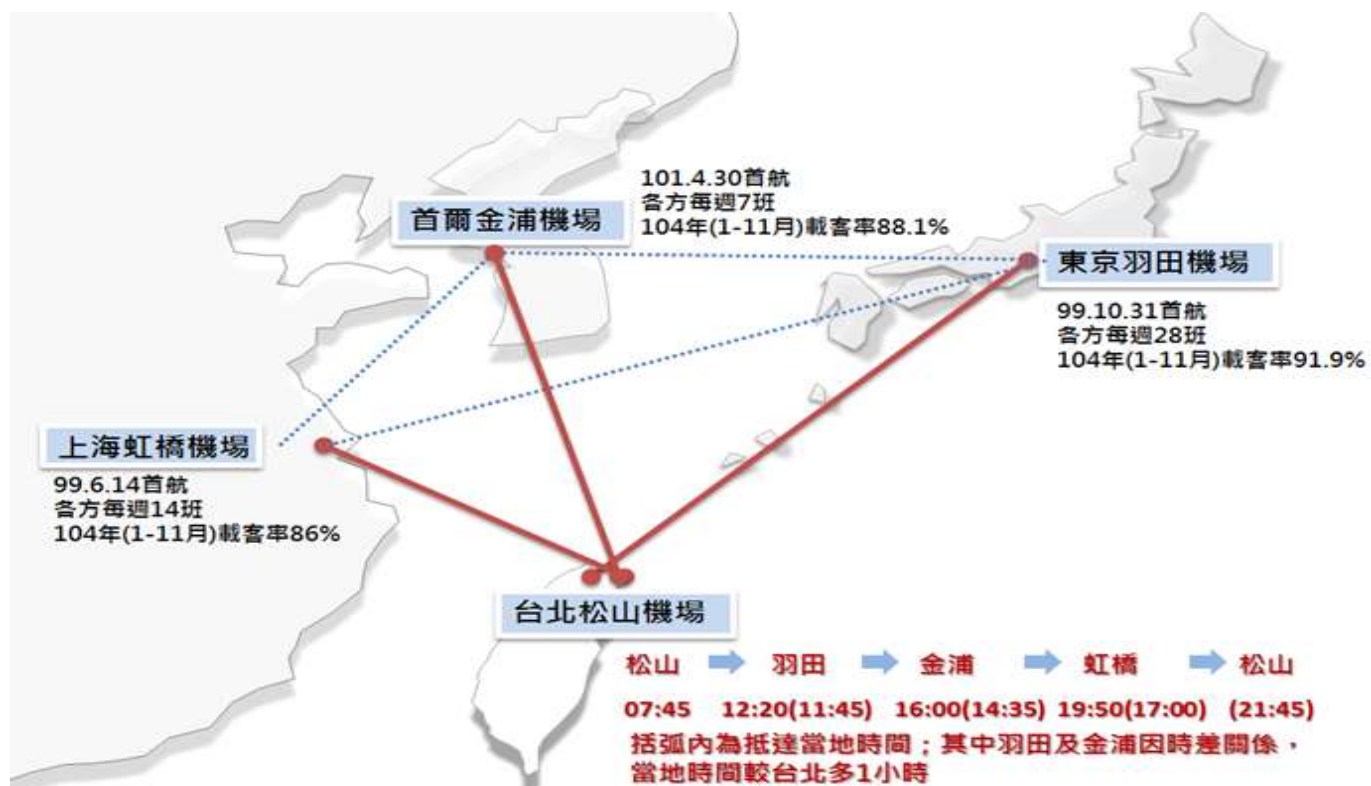 101.4.30首航
各方每週7班
104年(1-11月)載客率88.1%
首爾金浦機場
東京羽田機場
99.10.31首航
各方每週28班
104年(1-11月)載客率91.9%
上海虹橋機場
99.6.14首航
各方每週14班
104年(1-11月)載客率86%
台北松山機場
松山 羽田 金浦 虹橋 松山
07:45 12:20(11:45) 16:00(14:35) 19:50(17:00) (21:45)
括弧內為抵達當地時間；其中羽田及金浦因時差關係，
當地時間較台北多1小時